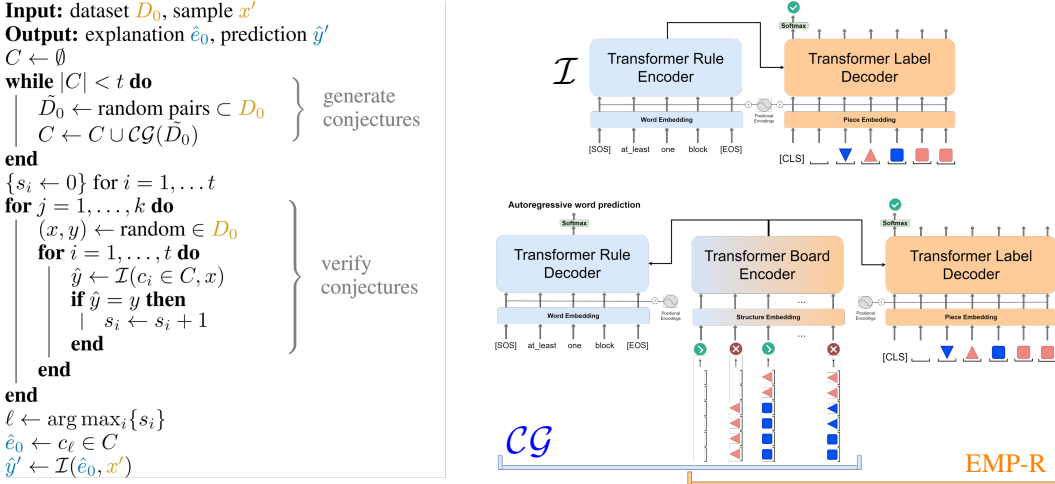 Input: dataset D₀, sample x′
Output: explanation ê₀, prediction ŷ′
C ← ∅
while |C| < t do
D̃₀ ← random pairs ⊂ D₀
C ← C ∪ CG(D̃₀)
end
generate
conjectures
{sᵢ ← 0} for i = 1, … t
for j = 1, …, k do
(x, y) ← random ∈ D₀
for i = 1, …, t do
ŷ ← I(cᵢ ∈ C, x)
if ŷ = y then
sᵢ ← sᵢ + 1
end
end
end
verify
conjectures
ℓ ← arg maxᵢ{sᵢ}
ê₀ ← c_ℓ ∈ C
ŷ′ ← I(ê₀, x′)
I
Transformer Rule
Encoder
Word Embedding
[SOS] at_least one block [EOS]
Positional
Encodings
Softmax
Transformer Label
Decoder
Piece Embedding
[CLS]
Autoregressive word prediction
Softmax
Transformer Rule
Decoder
Word Embedding
[SOS] at_least one block [EOS]
Positional
Encodings
Transformer Board
Encoder
...
Structure Embedding
...
Softmax
Transformer Label
Decoder
Positional
Encodings
Piece Embedding
[CLS]
CG
EMP-R